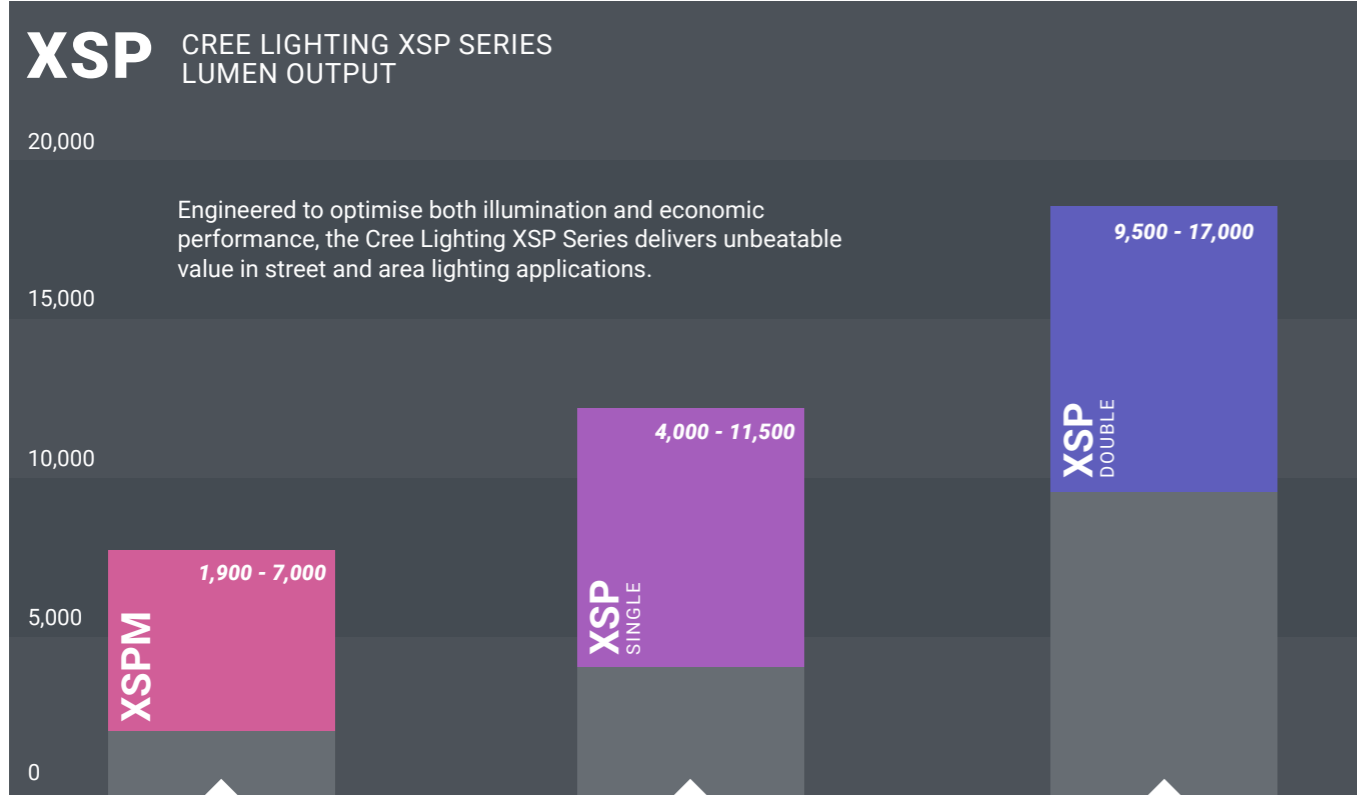 XSP
CREE LIGHTING XSP SERIES
LUMEN OUTPUT
20,000
Engineered to optimise both illumination and economic
performance, the Cree Lighting XSP Series delivers unbeatable
value in street and area lighting applications.
15,000
10,000
5,000
0
1,900 - 7,000
XSPM
4,000 - 11,500
XSP
SINGLE
9,500 - 17,000
XSP
DOUBLE